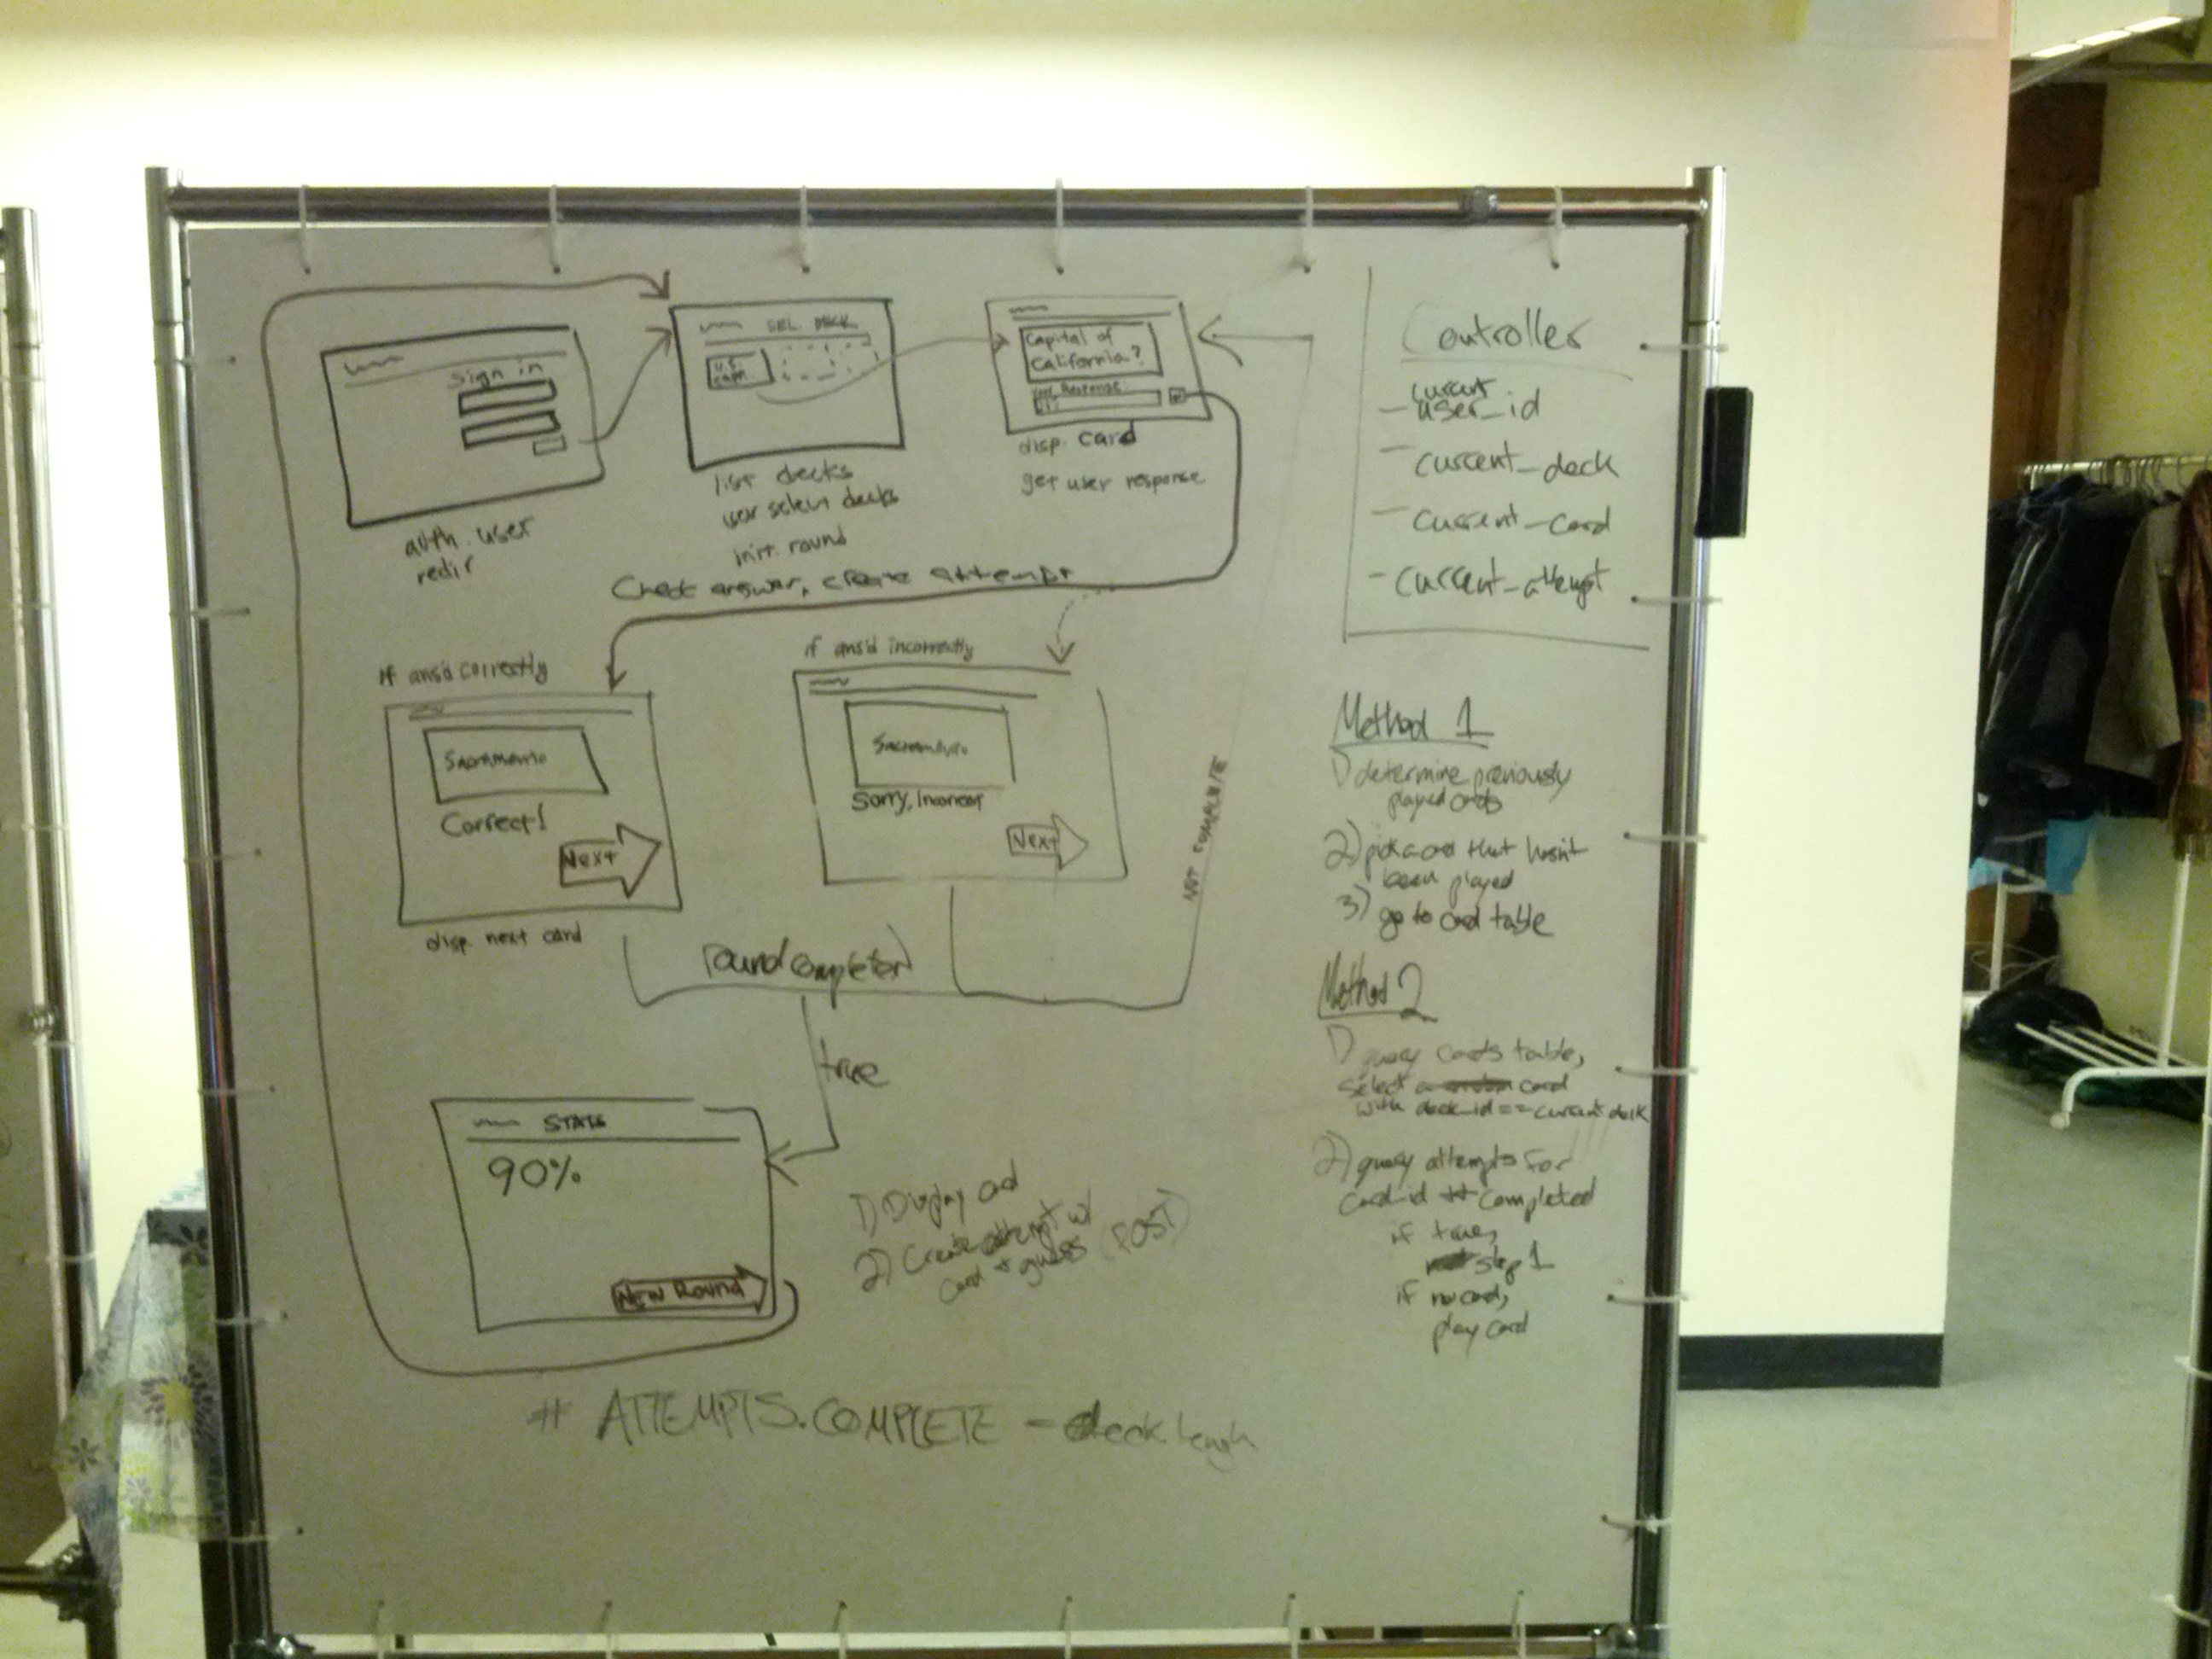 Sign in
auth. user
redir
SEL. DECK
U.S.
list decks
user select decks
init. round
Capital of
California?
Response:
disp. card
get user response
Check answer, create attempt
if ans'd correctly
Sacramento
Correct!
Next
disp. next card
if ans'd incorrectly
Sacramento
Sorry, Incorrect
Next
NOT COMPLETE
round completed
true
STATS
90%
New Round
1) Display card
2) Create attempt w/
card + guess (POST)
# ATTEMPTS.COMPLETE = deck.length
Controller
current
- user_id
- current_deck
- current_card
- current_attempt
Method 1
1) determine previously
played cards
2) pick a card that hasn't
been played
3) go to card table
Method 2
1) query cards table,
select a card
with deck_id == current deck
2) query attempts for
card_id completed
if true,
step 1
if no card,
play card